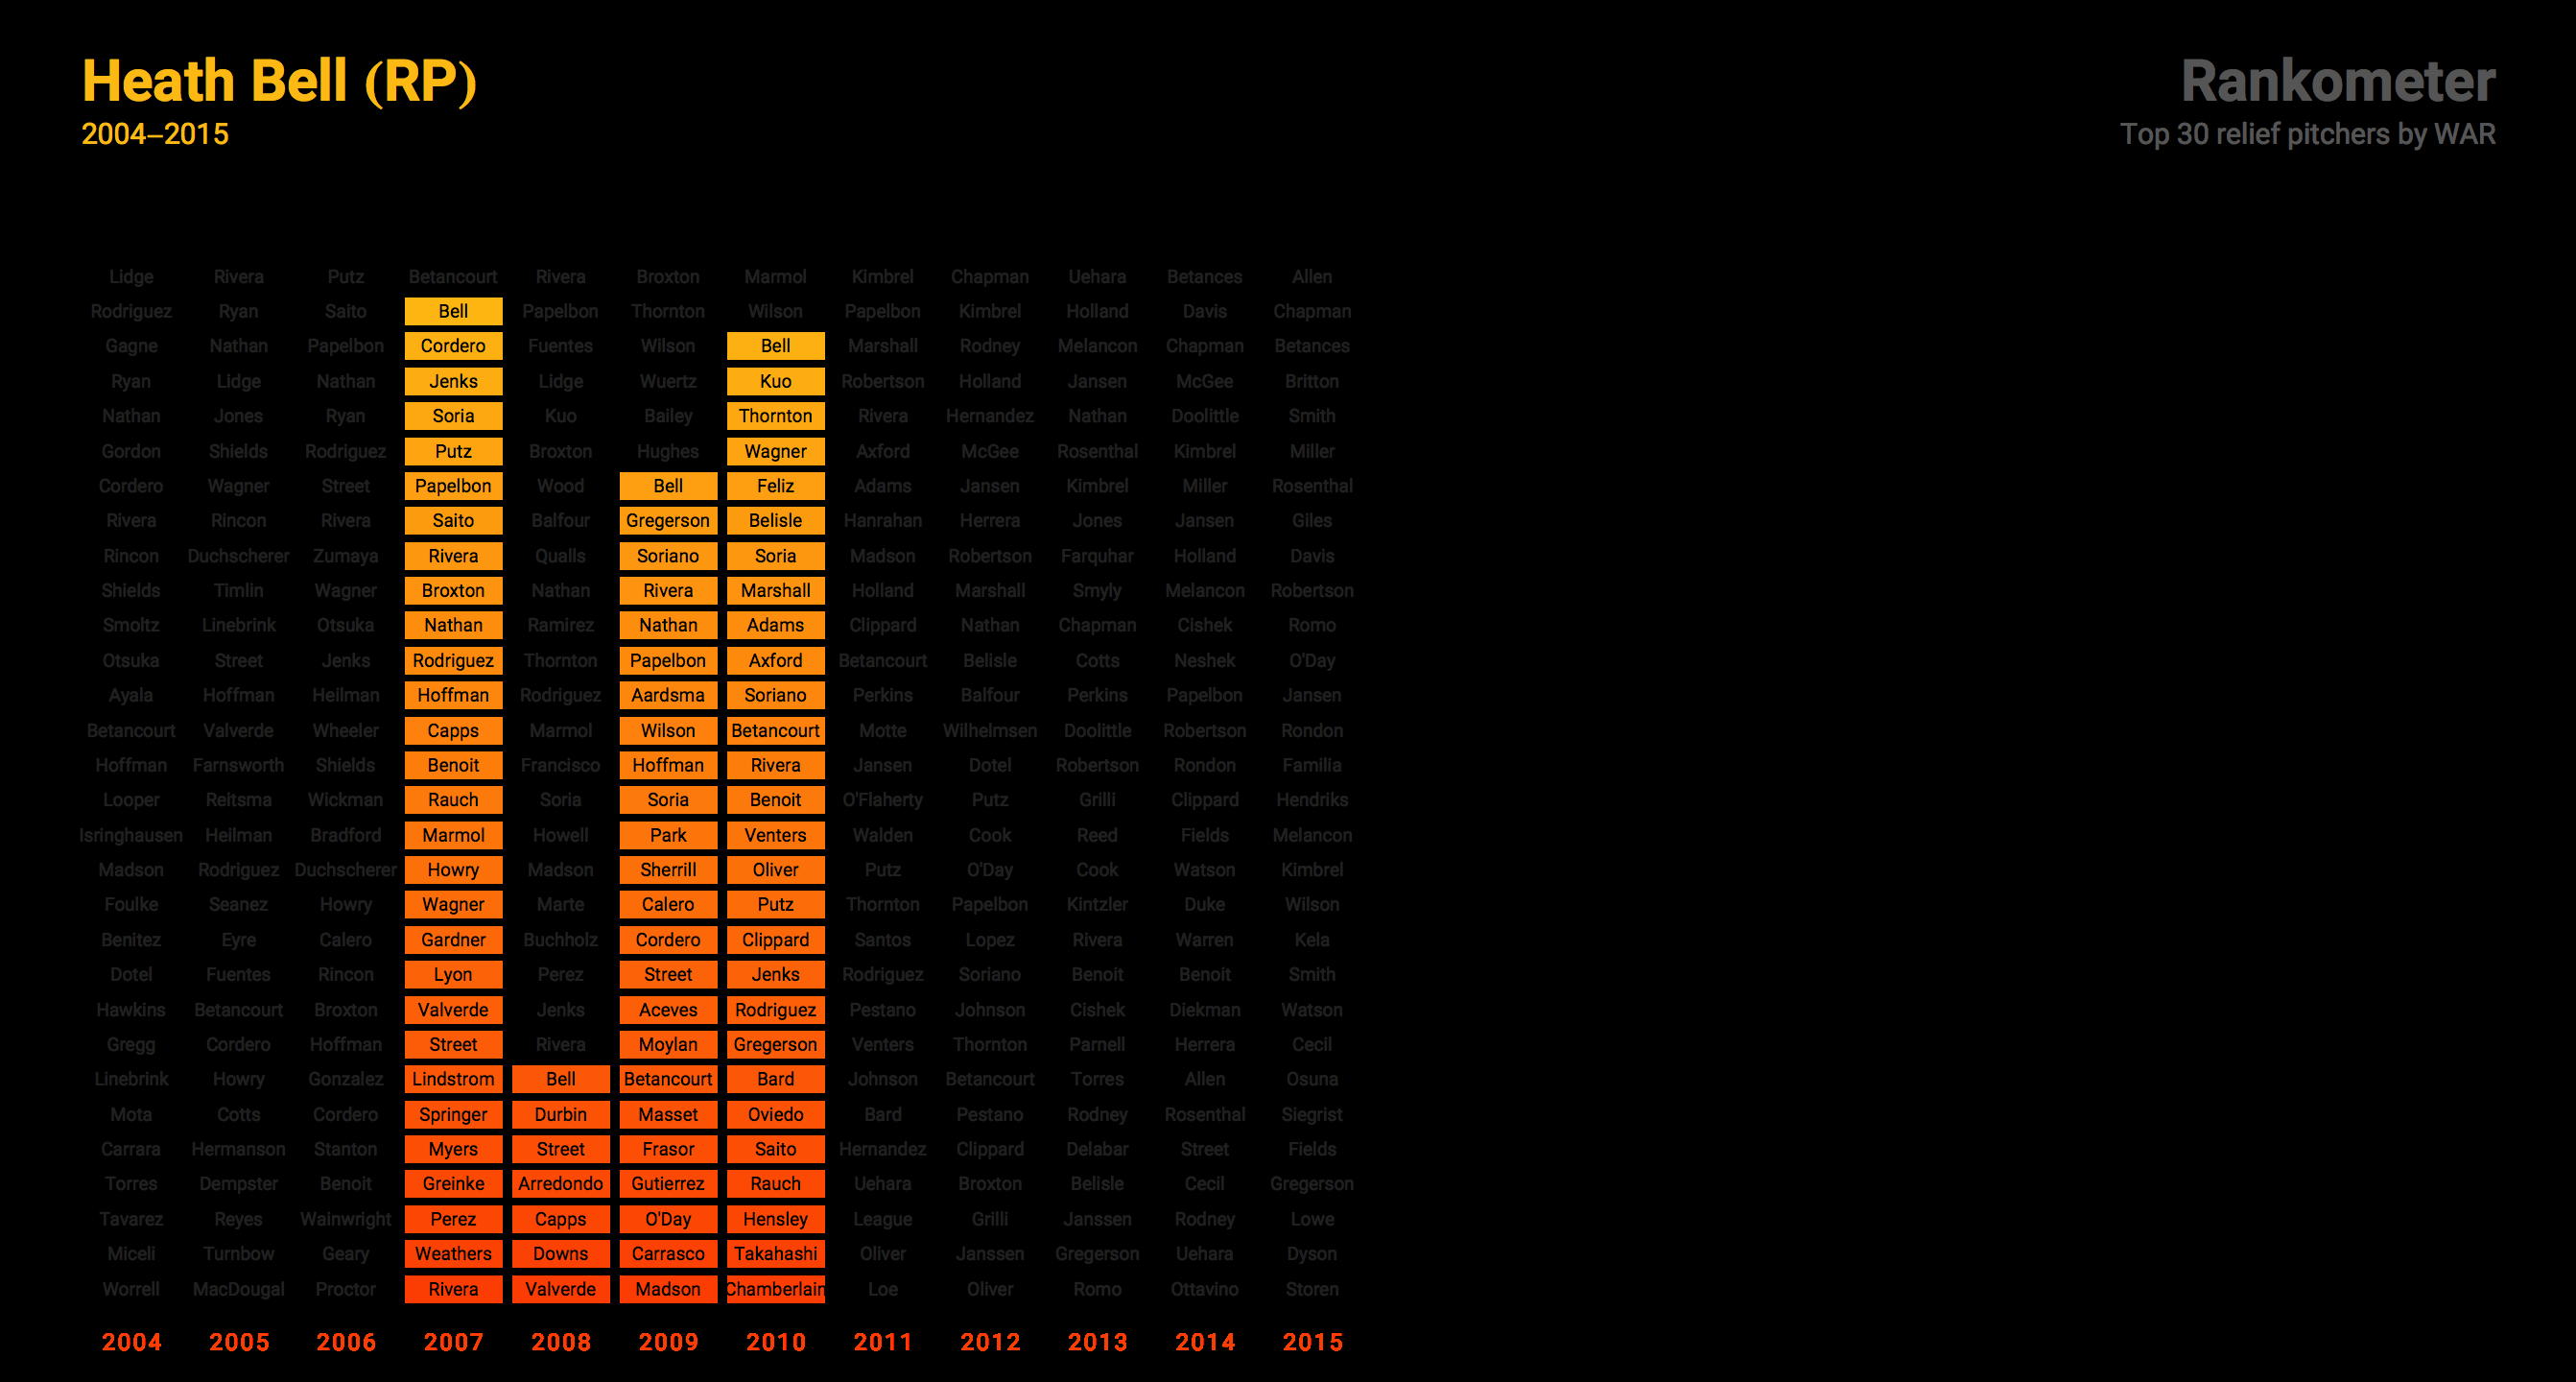 Heath Bell (RP)
2004–2015
Rankometer
Top 30 relief pitchers by WAR
Lidge Rivera Putz Betancourt Rivera Broxton Marmol Kimbrel Chapman Uehara Betances Allen
Rodriguez Ryan Saito Bell Papelbon Thornton Wilson Papelbon Kimbrel Holland Davis Chapman
Gagne Nathan Papelbon Cordero Fuentes Wilson Bell Marshall Rodney Melancon Chapman Betances
Ryan Lidge Nathan Jenks Lidge Wuertz Kuo Robertson Holland Jansen McGee Britton
Nathan Jones Ryan Soria Kuo Bailey Thornton Rivera Hernandez Nathan Doolittle Smith
Gordon Shields Rodriguez Putz Broxton Hughes Wagner Axford McGee Rosenthal Kimbrel Miller
Cordero Wagner Street Papelbon Wood Bell Feliz Adams Jansen Kimbrel Miller Rosenthal
Rivera Rincon Rivera Saito Balfour Gregerson Belisle Hanrahan Herrera Jones Jansen Giles
Rincon Duchscherer Zumaya Rivera Qualls Soriano Soria Madson Robertson Farquhar Holland Davis
Shields Timlin Wagner Broxton Nathan Rivera Marshall Holland Marshall Smyly Melancon Robertson
Smoltz Linebrink Otsuka Nathan Ramirez Nathan Adams Clippard Nathan Chapman Cishek Romo
Otsuka Street Jenks Rodriguez Thornton Papelbon Axford Betancourt Belisle Cotts Neshek O'Day
Ayala Hoffman Heilman Hoffman Rodriguez Aardsma Soriano Perkins Balfour Perkins Papelbon Jansen
Betancourt Valverde Wheeler Capps Marmol Wilson Betancourt Motte Wilhelmsen Doolittle Robertson Rondon
Hoffman Farnsworth Shields Benoit Francisco Hoffman Rivera Jansen Dotel Robertson Rondon Familia
Looper Reitsma Wickman Rauch Soria Soria Benoit O'Flaherty Putz Grilli Clippard Hendriks
Isringhausen Heilman Bradford Marmol Howell Park Venters Walden Cook Reed Fields Melancon
Madson Rodriguez Duchscherer Howry Madson Sherrill Oliver Putz O'Day Cook Watson Kimbrel
Foulke Seanez Howry Wagner Marte Calero Putz Thornton Papelbon Kintzler Duke Wilson
Benitez Eyre Calero Gardner Buchholz Cordero Clippard Santos Lopez Rivera Warren Kela
Dotel Fuentes Rincon Lyon Perez Street Jenks Rodriguez Soriano Benoit Benoit Smith
Hawkins Betancourt Broxton Valverde Jenks Aceves Rodriguez Pestano Johnson Cishek Diekman Watson
Gregg Cordero Hoffman Street Rivera Moylan Gregerson Venters Thornton Parnell Herrera Cecil
Linebrink Howry Gonzalez Lindstrom Bell Betancourt Bard Johnson Betancourt Torres Allen Osuna
Mota Cotts Cordero Springer Durbin Masset Oviedo Bard Pestano Rodney Rosenthal Siegrist
Carrara Hermanson Stanton Myers Street Frasor Saito Hernandez Clippard Delabar Street Fields
Torres Dempster Benoit Greinke Arredondo Gutierrez Rauch Uehara Broxton Belisle Cecil Gregerson
Tavarez Reyes Wainwright Perez Capps O'Day Hensley League Grilli Janssen Rodney Lowe
Miceli Turnbow Geary Weathers Downs Carrasco Takahashi Oliver Janssen Gregerson Uehara Dyson
Worrell MacDougal Proctor Rivera Valverde Madson Chamberlain Loe Oliver Romo Ottavino Storen
2004 2005 2006 2007 2008 2009 2010 2011 2012 2013 2014 2015